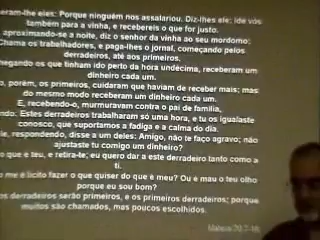 eram-lhe eles: Porque ninguém nos assalariou. Diz-lhes ele: Ide vós
também para a vinha, e recebereis o que for justo.
aproximando-se a noite, diz o senhor da vinha ao seu mordomo:
Chama os trabalhadores, e paga-lhes o jornal, começando pelos
derradeiros, até aos primeiros.
hegando os que tinham ido perto da hora undécima, receberam um
dinheiro cada um.
o, porém, os primeiros, cuidaram que haviam de receber mais; mas
do mesmo modo receberam um dinheiro cada um.
E, recebendo-o, murmuravam contra o pai de família,
ndo: Estes derradeiros trabalharam só uma hora, e tu os igualaste
conosco, que suportamos a fadiga e a calma do dia.
le, respondendo, disse a um deles: Amigo, não te faço agravo; não
ajustaste tu comigo um dinheiro?
o que é teu, e retira-te; eu quero dar a este derradeiro tanto como a
ti.
o me é lícito fazer o que quiser do que é meu? Ou é mau o teu olho
porque eu sou bom?
os derradeiros serão primeiros, e os primeiros derradeiros; porque
muitos são chamados, mas poucos escolhidos.
Mateus 20:7-16